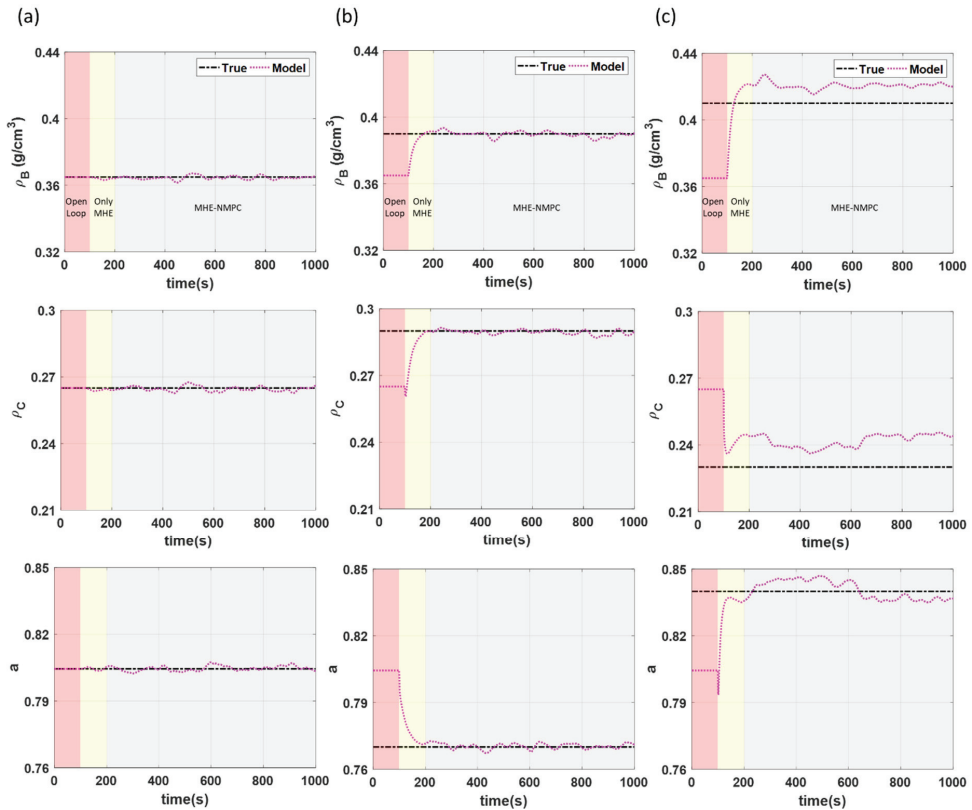 (a)
(b)
(c)
0.44
0.4
0.36
0.32
ρB (g/cm³)
True Model
Open Loop
Only MHE
MHE-NMPC
0 200 400 600 800 1000
time(s)
0.44
0.4
0.36
0.32
ρB (g/cm³)
True Model
Open Loop
Only MHE
MHE-NMPC
0 200 400 600 800 1000
time(s)
0.44
0.4
0.36
0.32
ρB (g/cm³)
True Model
Open Loop
Only MHE
MHE-NMPC
0 200 400 600 800 1000
time(s)
0.3
0.27
0.24
0.21
ρC
0 200 400 600 800 1000
time(s)
0.3
0.27
0.24
0.21
ρC
0 200 400 600 800 1000
time(s)
0.3
0.27
0.24
0.21
ρC
0 200 400 600 800 1000
time(s)
0.85
0.82
0.79
0.76
a
0 200 400 600 800 1000
time(s)
0.85
0.82
0.79
0.76
a
0 200 400 600 800 1000
time(s)
0.85
0.82
0.79
0.76
a
0 200 400 600 800 1000
time(s)